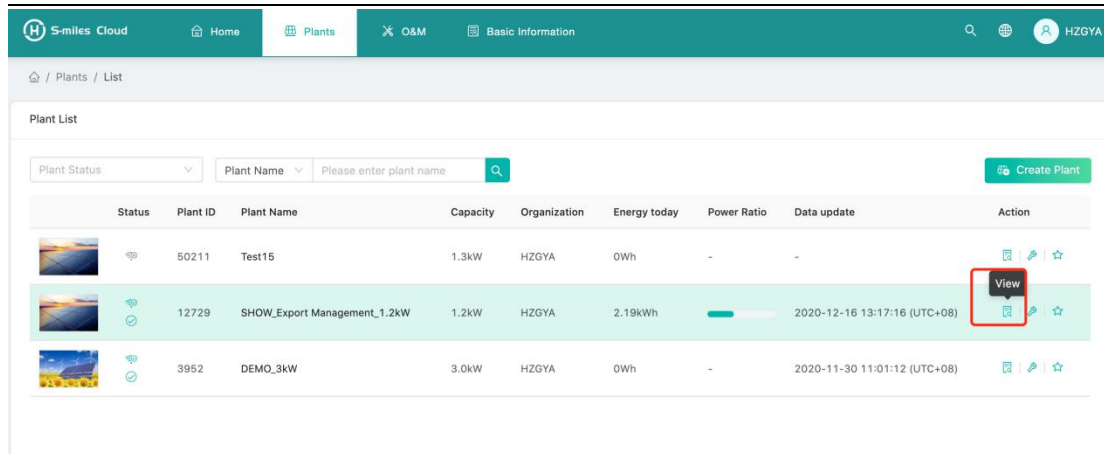 H S-miles Cloud Home Plants O&M Basic Information HZGYA
/ Plants / List
Plant List
Plant Status Plant Name Please enter plant name Create Plant
Status Plant ID Plant Name Capacity Organization Energy today Power Ratio Data update Action
50211 Test15 1.3kW HZGYA 0Wh - -
View
12729 SHOW_Export Management_1.2kW 1.2kW HZGYA 2.19kWh 2020-12-16 13:17:16 (UTC+08)
3952 DEMO_3kW 3.0kW HZGYA 0Wh - 2020-11-30 11:01:12 (UTC+08)